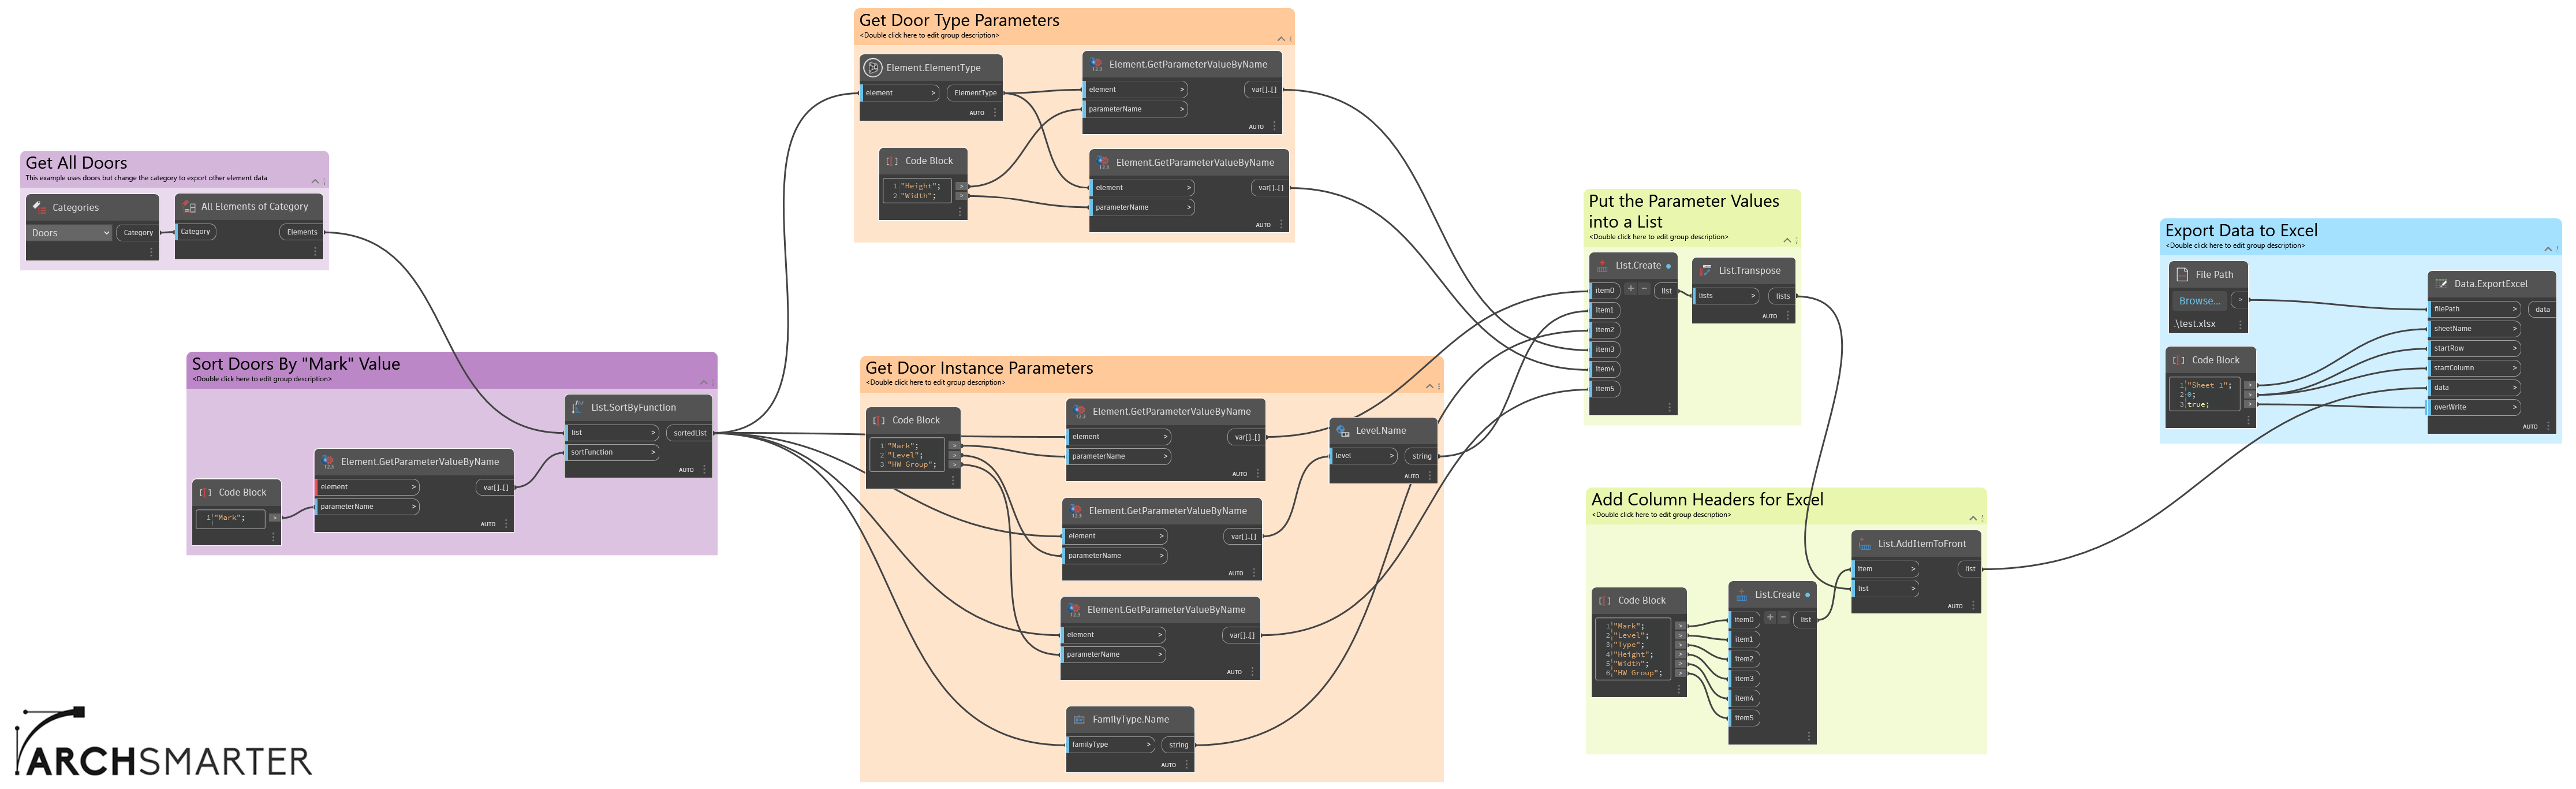 Get All Doors
This example uses doors but change the category to export other element data
Categories
Doors
Category
All Elements of Category
Category
Elements
Sort Doors By "Mark" Value
<Double click here to edit group description>
Code Block
1 "Mark";
Element.GetParameterValueByName
element >
parameterName >
var[]..[]
AUTO
List.SortByFunction
list >
sortFunction >
sortedList
AUTO
Get Door Type Parameters
<Double click here to edit group description>
Element.ElementType
element >
ElementType
AUTO
Code Block
1 "Height"; >
2 "Width"; >
Element.GetParameterValueByName
element >
parameterName >
var[]..[]
AUTO
Element.GetParameterValueByName
element >
parameterName >
var[]..[]
AUTO
Get Door Instance Parameters
<Double click here to edit group description>
Code Block
1 "Mark"; >
2 "Level"; >
3 "HW Group"; >
Element.GetParameterValueByName
element >
parameterName >
var[]..[]
AUTO
Element.GetParameterValueByName
element >
parameterName >
var[]..[]
AUTO
Element.GetParameterValueByName
element >
parameterName >
var[]..[]
AUTO
FamilyType.Name
familyType >
string
AUTO
Level.Name
level >
string
AUTO
Put the Parameter Values
into a List
<Double click here to edit group description>
List.Create
item0
+ -
list
item1
item2
item3
item4
item5
List.Transpose
lists >
lists
AUTO
Add Column Headers for Excel
<Double click here to edit group description>
Code Block
1 "Mark"; >
2 "Level"; >
3 "Type"; >
4 "Height"; >
5 "Width"; >
6 "HW Group"; >
List.Create
item0
+ -
list
item1
item2
item3
item4
item5
List.AddItemToFront
item >
list >
list
AUTO
Export Data to Excel
<Double click here to edit group description>
File Path
Browse...
>
.\test.xlsx
Code Block
1 "Sheet 1"; >
2 0; >
3 true; >
Data.ExportExcel
filePath >
data
sheetName >
startRow >
startColumn >
data >
overWrite >
AUTO
ARCHSMARTER